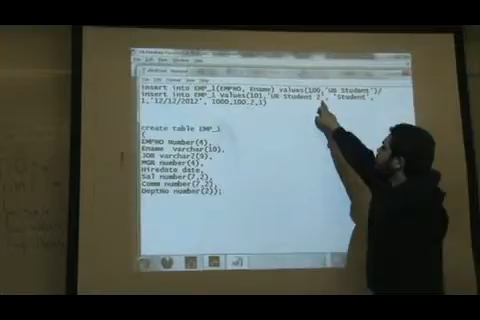 insert into EMP_1(EMPNO, Ename) values(100,'UH Student')/
insert into EMP_1 values(101,'UH Student 2', 'Student',
1,'12/12/2012', 1000,100.2,1)
create table EMP_1
(
EMPNO Number(4),
Ename varchar(10),
JOB varchar2(9),
MGR number(4),
Hiredate date,
Sal number(7,2),
Comm number(7,2),
DeptNo number(2));